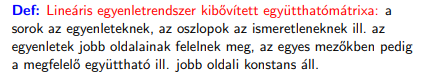 Def: Lineáris egyenletrendszer kibővített együtthatómátrixa: a
sorok az egyenleteknek, az oszlopok az ismeretleneknek ill. az
egyenletek jobb oldalainak felelnek meg, az egyes mezőkben pedig
a megfelelő együttható ill. jobb oldali konstans áll.